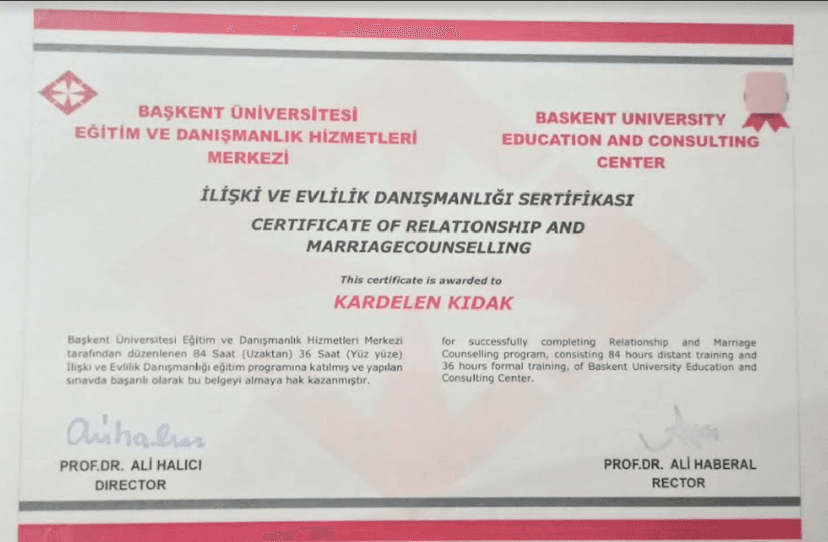 BAŞKENT ÜNİVERSİTESİ
EĞİTİM VE DANIŞMANLIK HİZMETLERİ
MERKEZİ
BASKENT UNIVERSITY
EDUCATION AND CONSULTING
CENTER
İLİŞKİ VE EVLİLİK DANIŞMANLIĞI SERTİFİKASI
CERTIFICATE OF RELATIONSHIP AND
MARRIAGECOUNSELLING
This certificate is awarded to
KARDELEN KIDAK
Başkent Üniversitesi Eğitim ve Danışmanlık Hizmetleri Merkezi
tarafından düzenlenen 84 Saat (Uzaktan) 36 Saat (Yüz yüze)
İlişki ve Evlilik Danışmanlığı eğitim programına katılmış ve yapılan
sınavda başarılı olarak bu belgeyi almaya hak kazanmıştır.
for successfully completing Relationship and Marriage
Counselling program, consisting 84 hours distant training and
36 hours formal training, of Baskent University Education and
Consulting Center.
PROF.DR. ALİ HALICI
DIRECTOR
PROF.DR. ALİ HABERAL
RECTOR